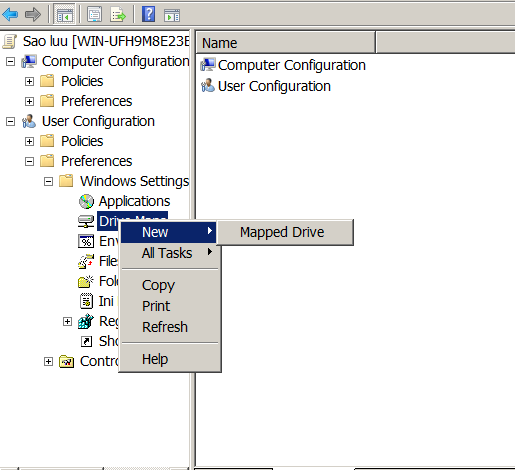 Sao luu [WIN-UFH9M8E23E
Computer Configuration
Policies
Preferences
User Configuration
Policies
Preferences
Windows Settings
Applications
Drive Maps
Env
Files
Fol
Ini
Reg
Sho
Contro
Name
Computer Configuration
User Configuration
New
All Tasks
Copy
Print
Refresh
Help
Mapped Drive